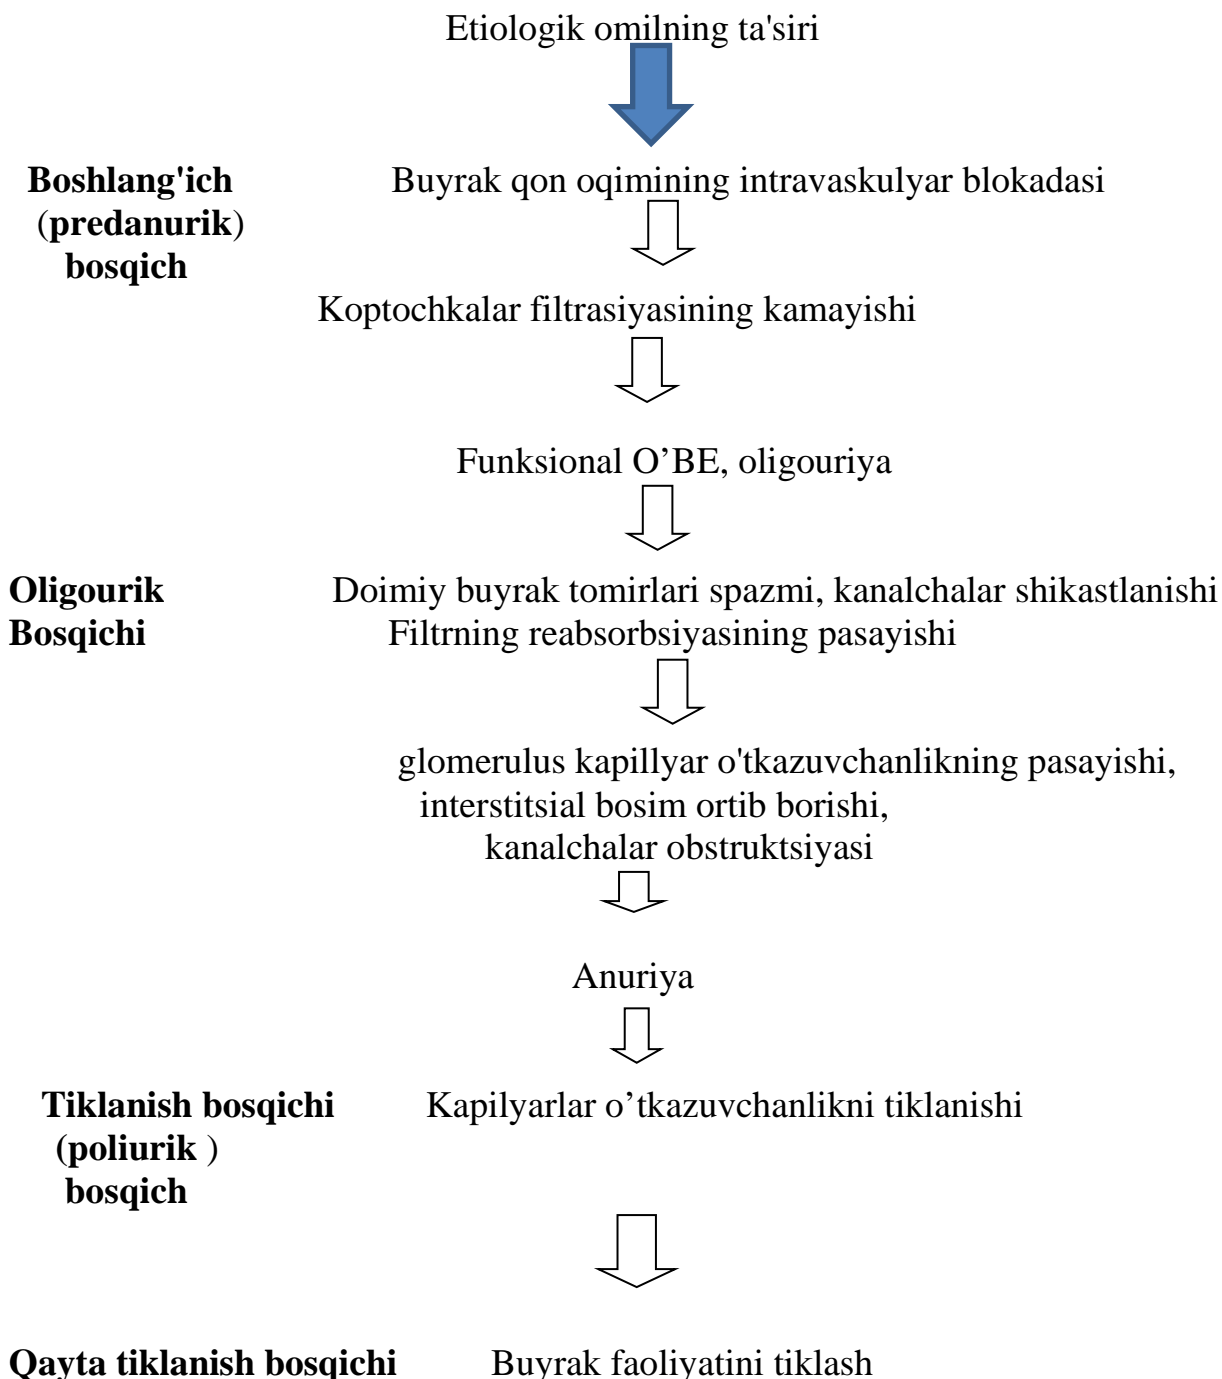 Etiologik omilning ta'siri
Boshlang'ich Buyrak qon oqimining intravaskulyar blokadasi
(predanurik)
bosqich
Koptochkalar filtrasiyasining kamayishi
Funksional O’BE, oligouriya
Oligourik Doimiy buyrak tomirlari spazmi, kanalchalar shikastlanishi
Bosqichi Filtrning reabsorbsiyasining pasayishi
glomerulus kapillyar o'tkazuvchanlikning pasayishi,
interstitsial bosim ortib borishi,
kanalchalar obstruktsiyasi
Anuriya
Tiklanish bosqichi Kapilyarlar o’tkazuvchanlikni tiklanishi
(poliurik )
bosqich
Qayta tiklanish bosqichi Buyrak faoliyatini tiklash